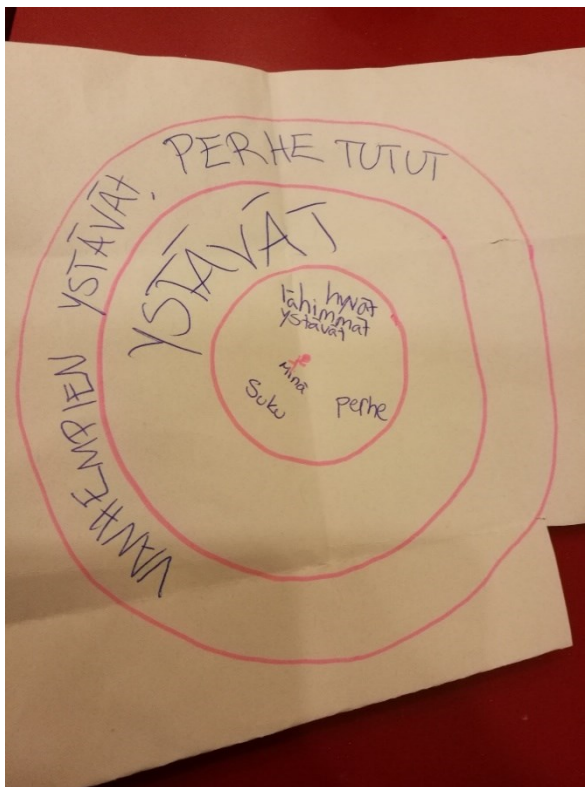 VANHEMPIEN YSTÄVÄT, PERHE TUTUT
YSTÄVÄT
hyvät
lähimmät
ystävät
Minä
Suku
perhe